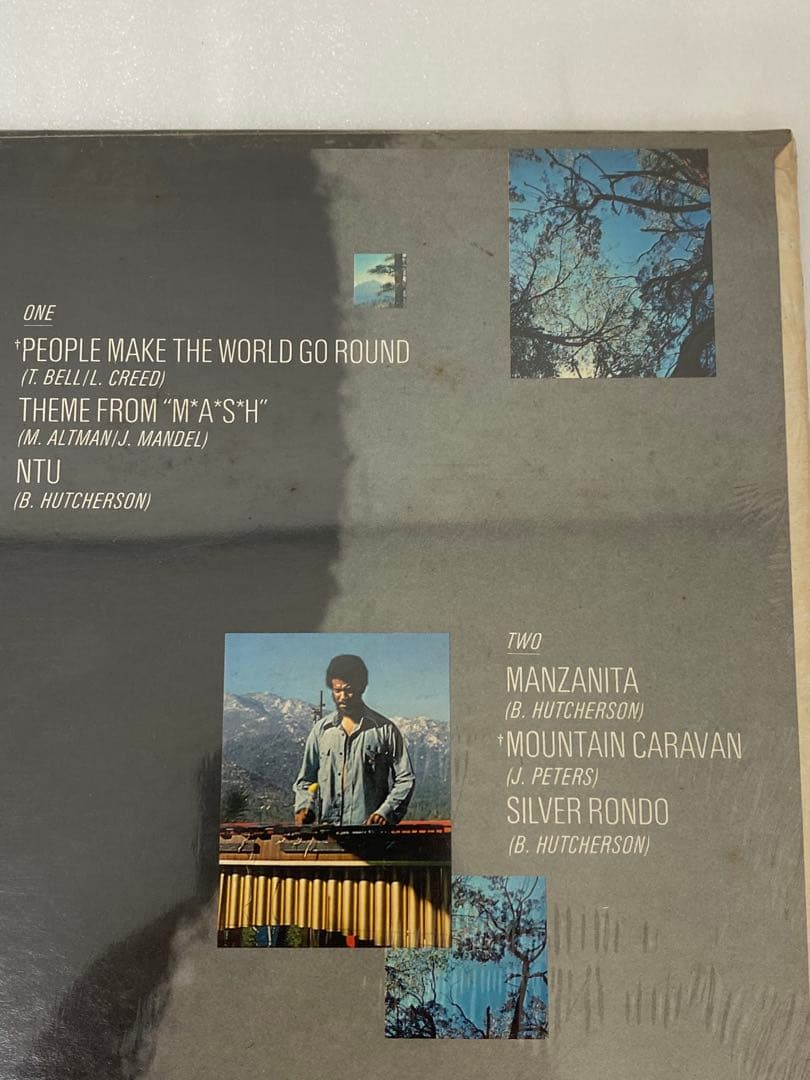 ONE
†PEOPLE MAKE THE WORLD GO ROUND
(T. BELL/L. CREED)
THEME FROM "M*A*S*H"
(M. ALTMAN/J. MANDEL)
NTU
(B. HUTCHERSON)
TWO
MANZANITA
(B. HUTCHERSON)
†MOUNTAIN CARAVAN
(J. PETERS)
SILVER RONDO
(B. HUTCHERSON)